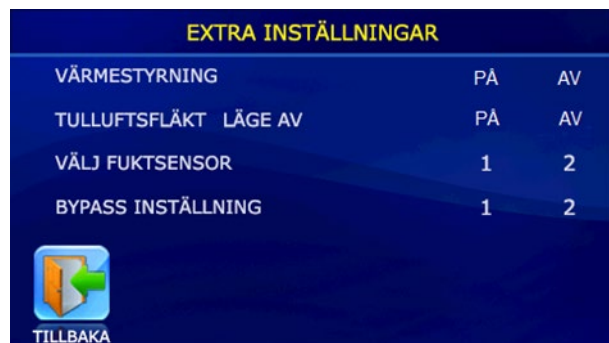 EXTRA INSTÄLLNINGAR
VÄRMESTYRNING PÅ AV
TULLUFTSFLÄKT LÄGE AV PÅ AV
VÄLJ FUKTSENSOR 1 2
BYPASS INSTÄLLNING 1 2
TILLBAKA